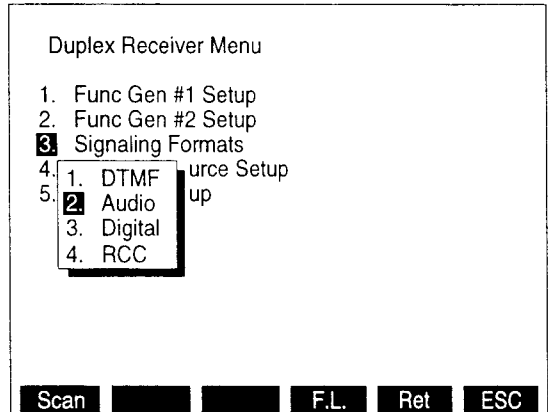 Duplex Receiver Menu
1. Func Gen #1 Setup
2. Func Gen #2 Setup
3. Signaling Formats
4. urce Setup
5. up
1. DTMF
2. Audio
3. Digital
4. RCC
Scan F.L. Ret ESC